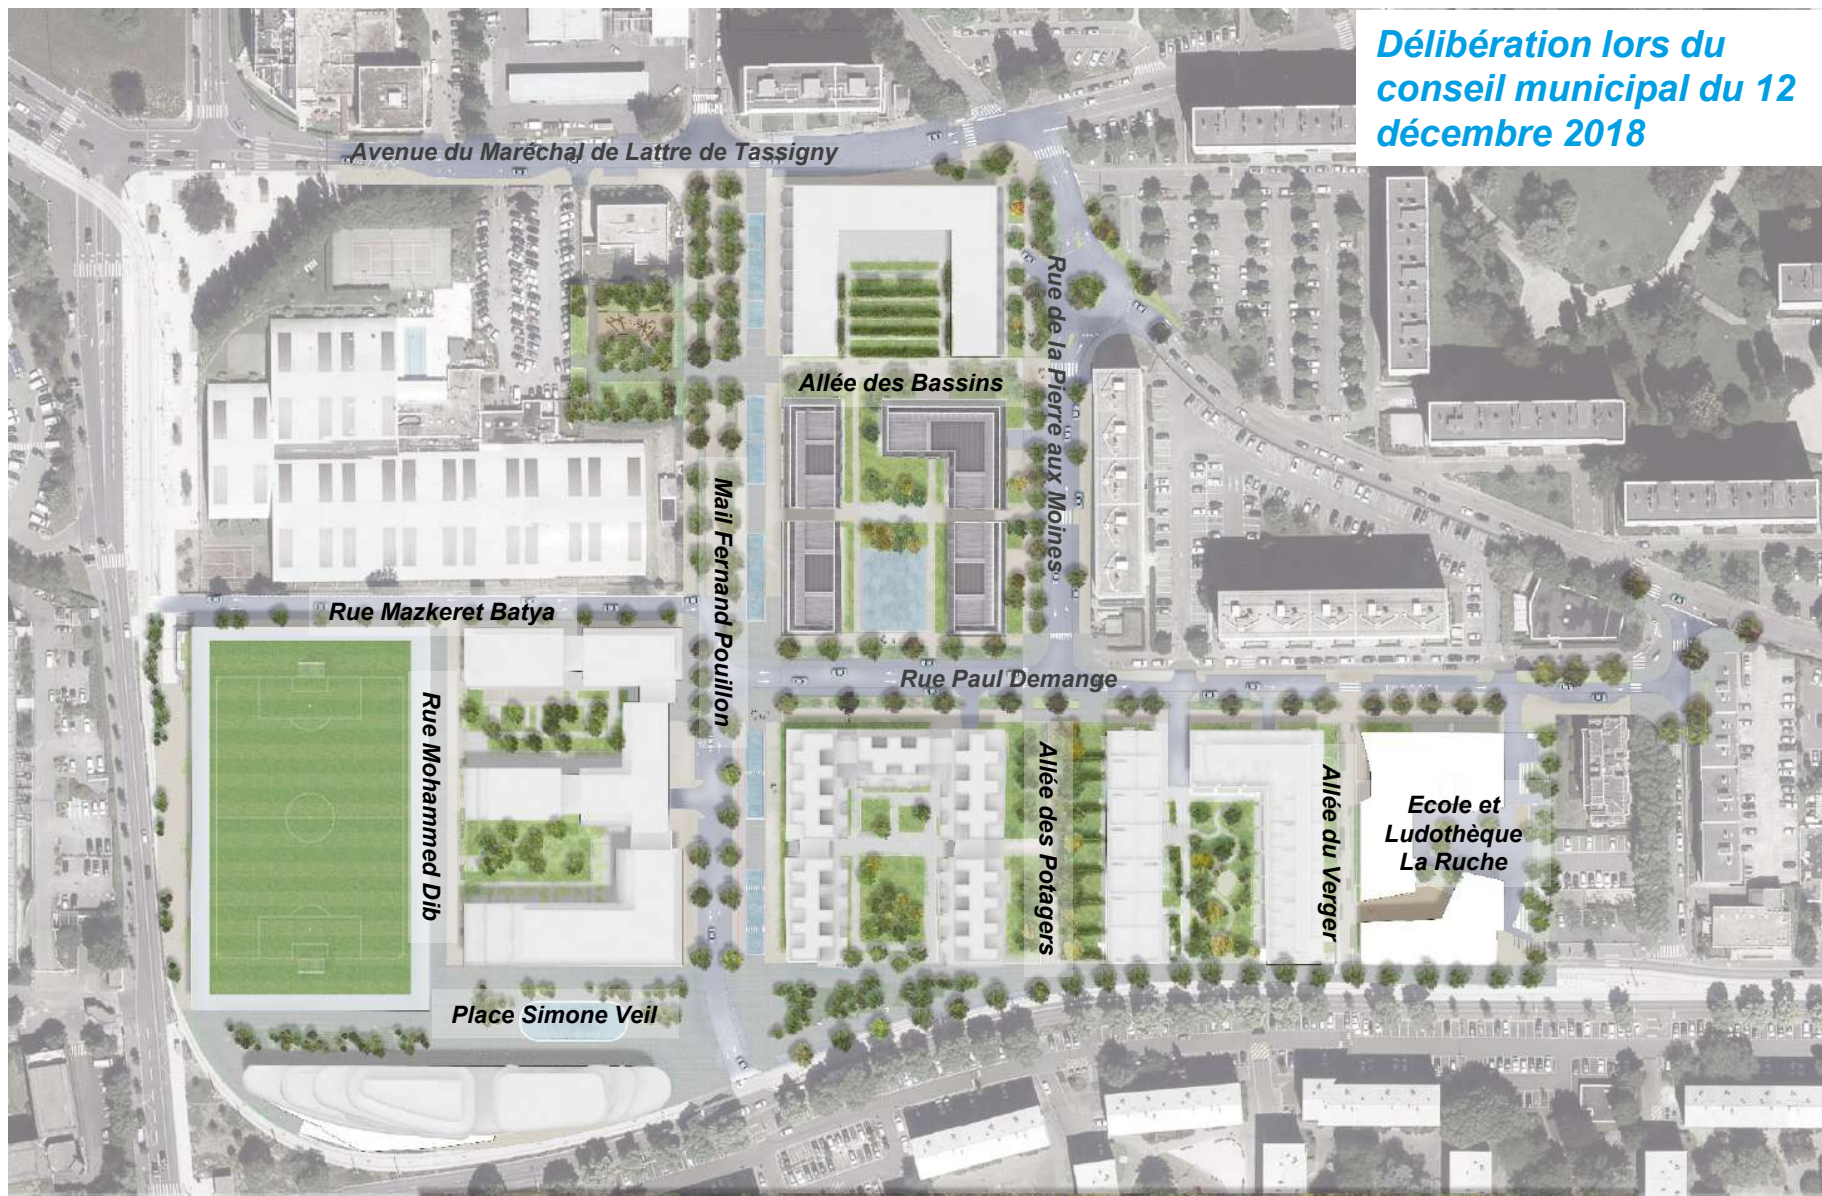 Délibération lors du
conseil municipal du 12
décembre 2018
Avenue du Maréchal de Lattre de Tassigny
Rue de la Pierre aux Moines
Allée des Bassins
Mail Fernand Pouillon
Rue Mazkeret Batya
Rue Paul Demange
Rue Mohammed Dib
Allée des Potagers
Allée du Verger
Ecole et
Ludothèque
La Ruche
Place Simone Veil